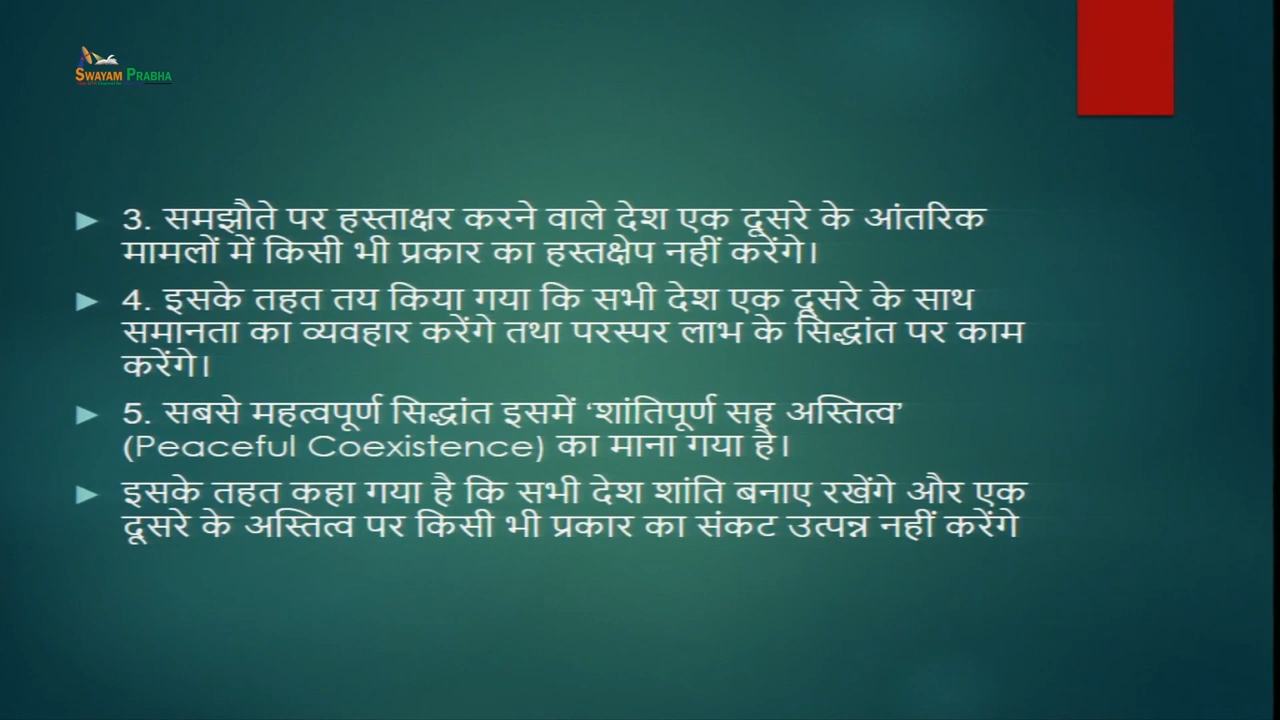 SWAYAM PRABHA
3. समझौते पर हस्ताक्षर करने वाले देश एक दूसरे के आंतरिक
मामलों में किसी भी प्रकार का हस्तक्षेप नहीं करेंगे।
4. इसके तहत तय किया गया कि सभी देश एक दूसरे के साथ
समानता का व्यवहार करेंगे तथा परस्पर लाभ के सिद्धांत पर काम
करेंगे।
5. सबसे महत्वपूर्ण सिद्धांत इसमें ‘शांतिपूर्ण सह अस्तित्व’
(Peaceful Coexistence) का माना गया है।
इसके तहत कहा गया है कि सभी देश शांति बनाए रखेंगे और एक
दूसरे के अस्तित्व पर किसी भी प्रकार का संकट उत्पन्न नहीं करेंगे